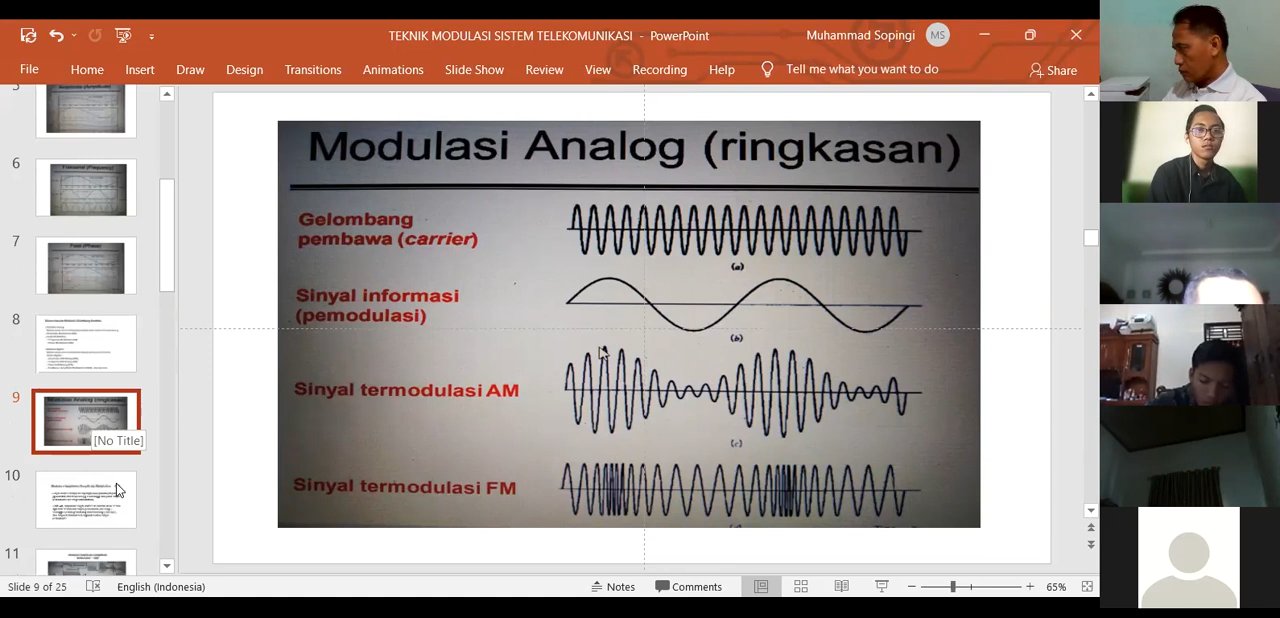 TEKNIK MODULASI SISTEM TELEKOMUNIKASI - PowerPoint
Muhammad Sopingi
MS
File Home Insert Draw Design Transitions Animations Slide Show Review View Recording Help Tell me what you want to do Share
6
7
8
9
[No Title]
10
11
Modulasi Analog (ringkasan)
Gelombang
pembawa (carrier)
(a)
Sinyal informasi
(pemodulasi)
(b)
Sinyal termodulasi AM
(c)
Sinyal termodulasi FM
Slide 9 of 25 English (Indonesia) Notes Comments 65%